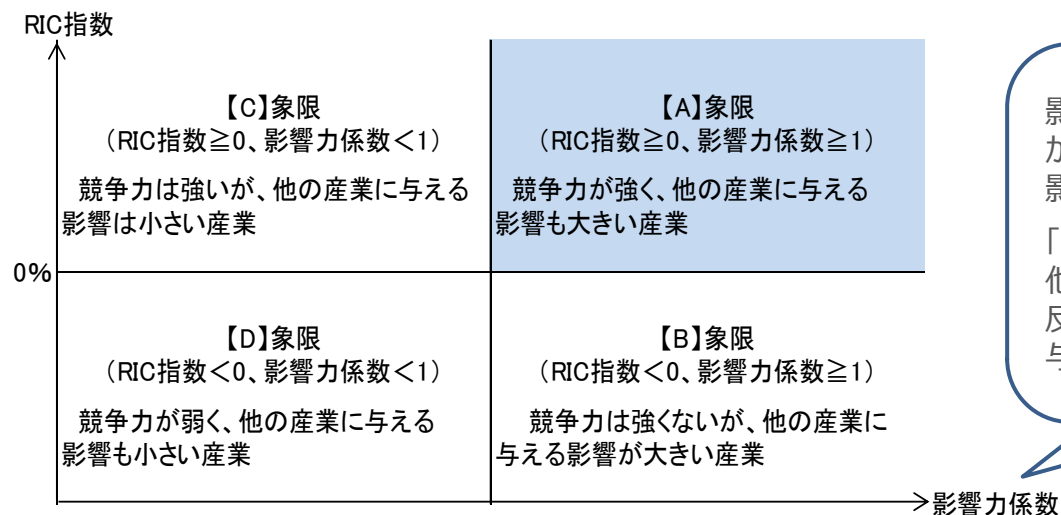 RIC指数
【C】象限
（RIC指数≧0、影響力係数＜1）
競争力は強いが、他の産業に与える
影響は小さい産業
【A】象限
（RIC指数≧0、影響力係数≧1）
競争力が強く、他の産業に与える
影響も大きい産業
0%
【D】象限
（RIC指数＜0、影響力係数＜1）
競争力が弱く、他の産業に与える
影響も小さい産業
【B】象限
（RIC指数＜0、影響力係数≧1）
競争力は強くないが、他の産業に
与える影響が大きい産業
影響力係数
影
か
影
「
他
反
与